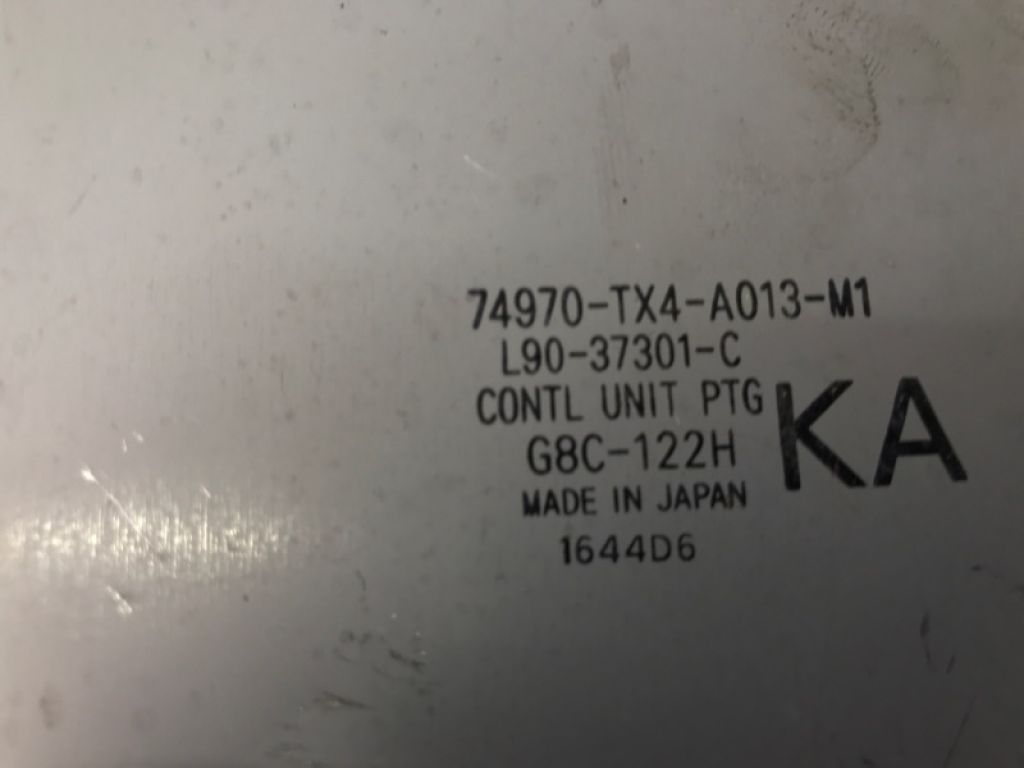 74970-TX4-A013-M1
L90-37301-C
CONTL UNIT PTG
G8C-122H
KA
MADE IN JAPAN
1644D6